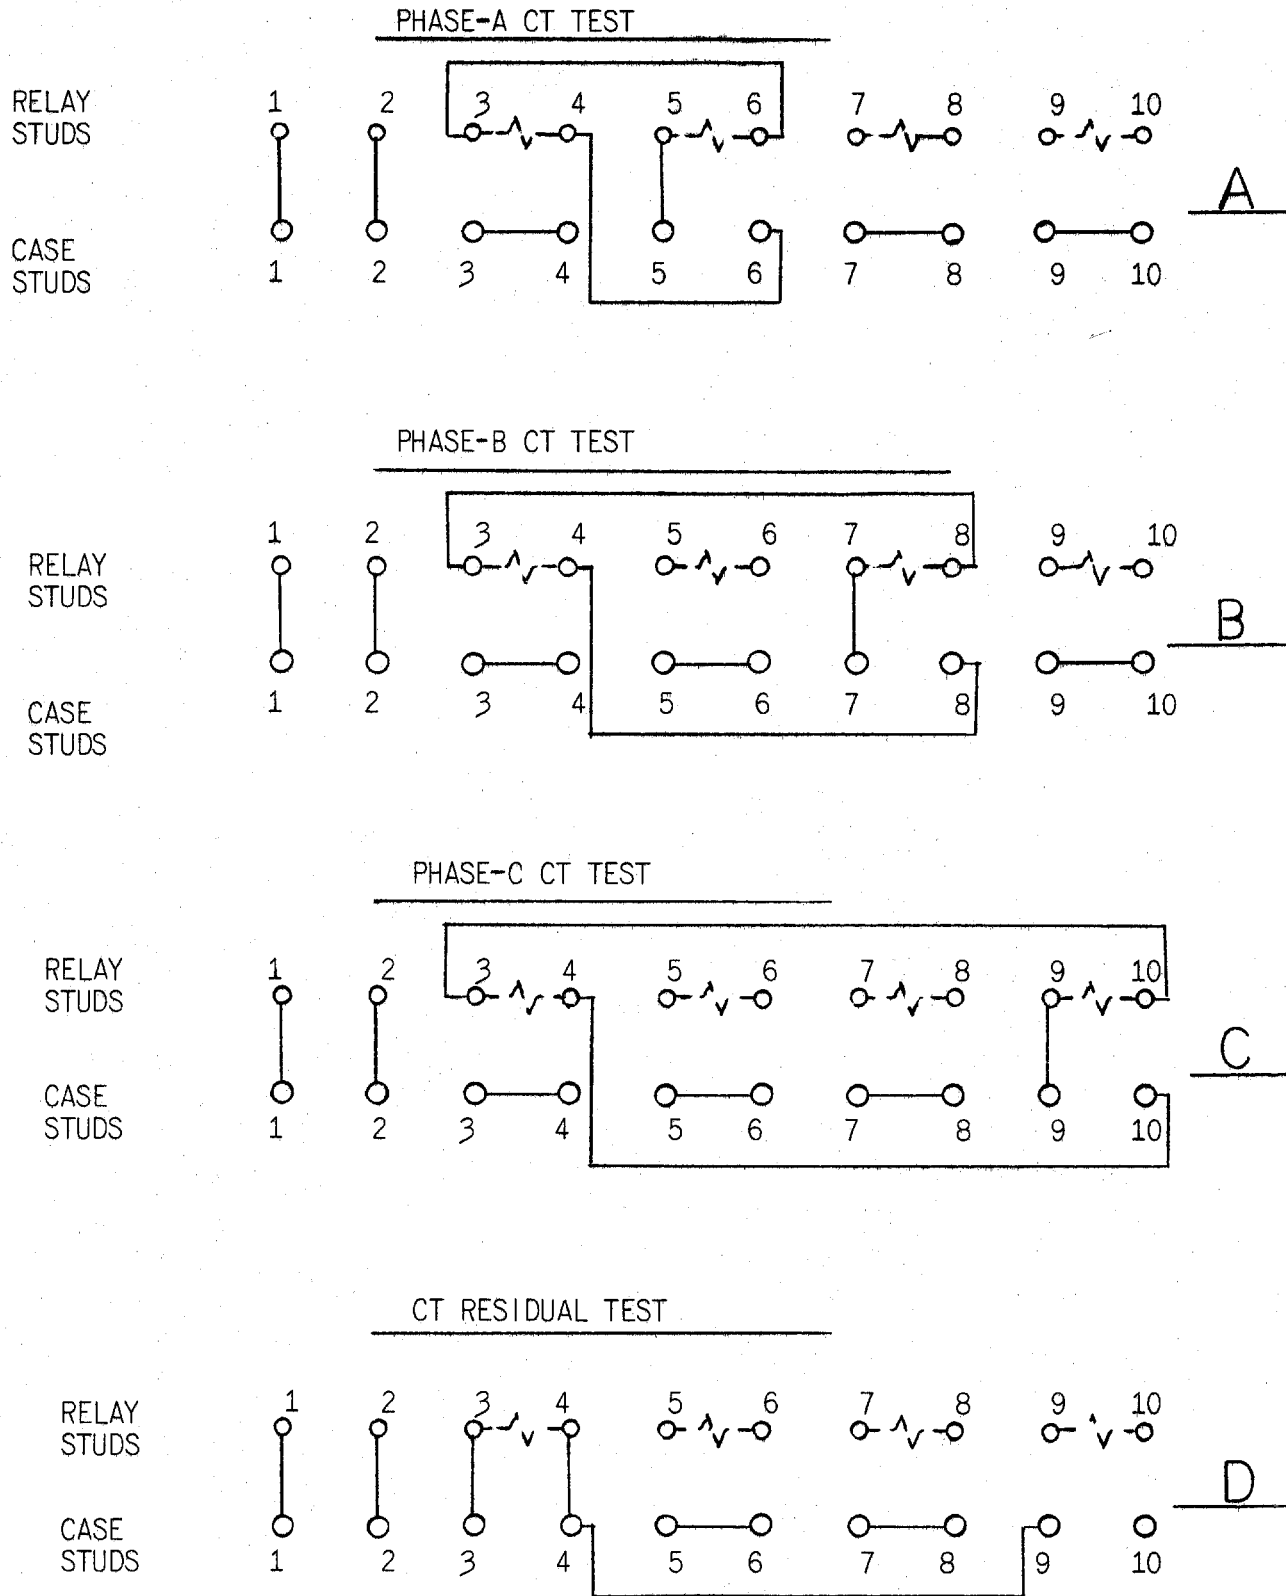 PHASE-A CT TEST
RELAY STUDS
1 2 3 4 5 6 7 8 9 10
A
CASE STUDS
1 2 3 4 5 6 7 8 9 10
PHASE-B CT TEST
1 2 3 4 5 6 7 8 9 10
RELAY STUDS
B
1 2 3 4 5 6 7 8 9 10
CASE STUDS
PHASE-C CT TEST
RELAY STUDS
1 2 3 4 5 6 7 8 9 10
C
CASE STUDS
1 2 3 4 5 6 7 8 9 10
CT RESIDUAL TEST
RELAY STUDS
1 2 3 4 5 6 7 8 9 10
D
CASE STUDS
1 2 3 4 5 6 7 8 9 10